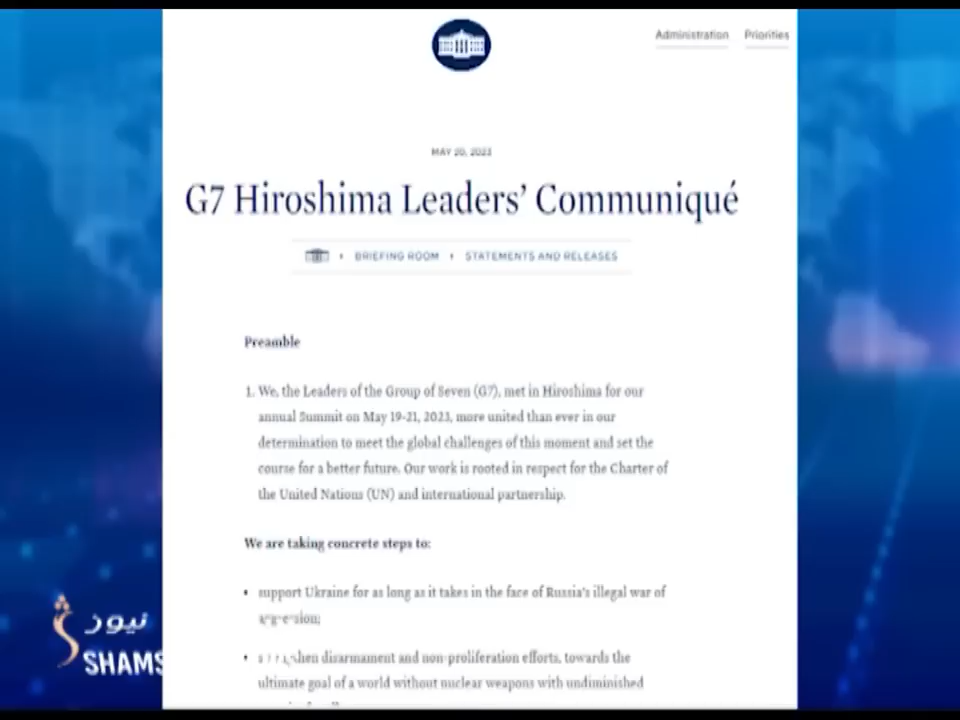 Administration Priorities
MAY 20, 2023
G7 Hiroshima Leaders' Communiqué
BRIEFING ROOM › STATEMENTS AND RELEASES
Preamble
1. We, the Leaders of the Group of Seven (G7), met in Hiroshima for our
annual Summit on May 19-21, 2023, more united than ever in our
determination to meet the global challenges of this moment and set the
course for a better future. Our work is rooted in respect for the Charter of
the United Nations (UN) and international partnership.
We are taking concrete steps to:
• support Ukraine for as long as it takes in the face of Russia's illegal war of
aggression;
• disarmament and non-proliferation efforts, towards the
ultimate goal of a world without nuclear weapons with undiminished
نیوز
SHAMS